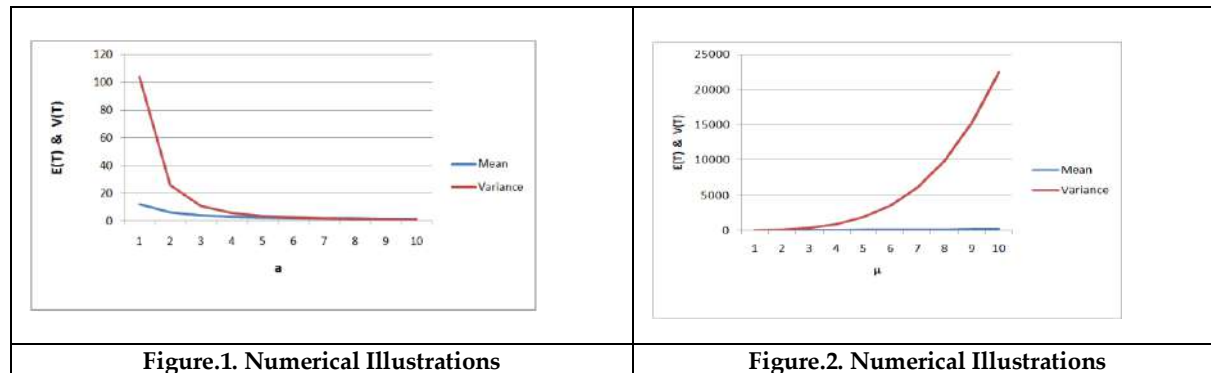 120
100
80
60
40
20
0
E(T) & V(T)
1 2 3 4 5 6 7 8 9 10
a
Mean
Variance
Figure.1. Numerical Illustrations
25000
20000
15000
10000
5000
0
E(T) & V(T)
1 2 3 4 5 6 7 8 9 10
μ
Mean
Variance
Figure.2. Numerical Illustrations